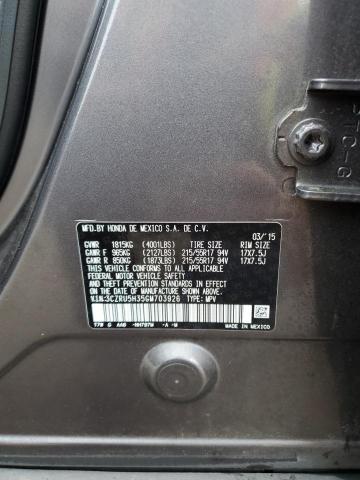 MFD.BY HONDA DE MEXICO S.A. DE C.V.
03/'15
GVWR 1815KG (4001LBS) TIRE SIZE RIM SIZE
GAWR F 965KG (2127LBS) 215/55R17 94V 17X7.5J
GAWR R 850KG (1873LBS) 215/55R17 94V 17X7.5J
THIS VEHICLE CONFORMS TO ALL APPLICABLE
FEDERAL MOTOR VEHICLE
SAFETY AND THEFT PREVENTION STANDARDS
IN EFFECT ON THE DATE OF
MANUFACTURE SHOWN ABOVE.
VIN:3CZRU5H35GM703926 TYPE: MPV
-A -M
MADE IN MEXICO